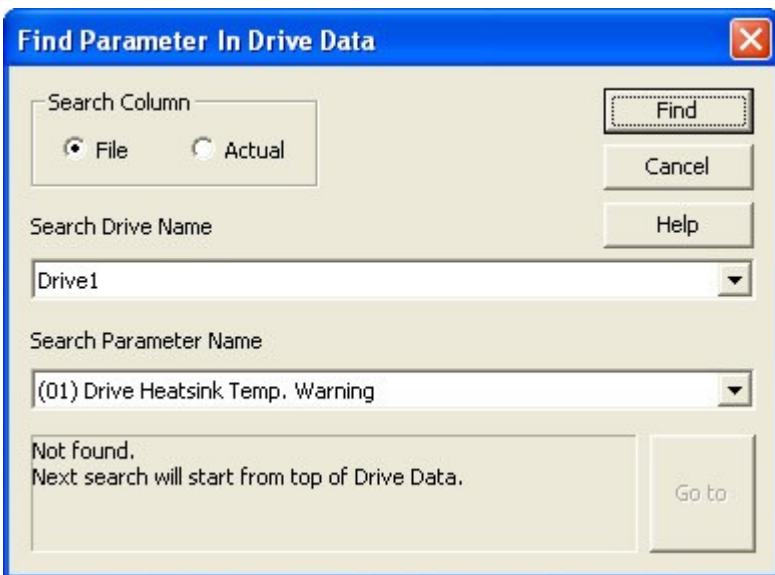 Find Parameter In Drive Data
Search Column
File
Actual
Find
Cancel
Help
Search Drive Name
Drive1
Search Parameter Name
(01) Drive Heatsink Temp. Warning
Not found.
Next search will start from top of Drive Data.
Go to